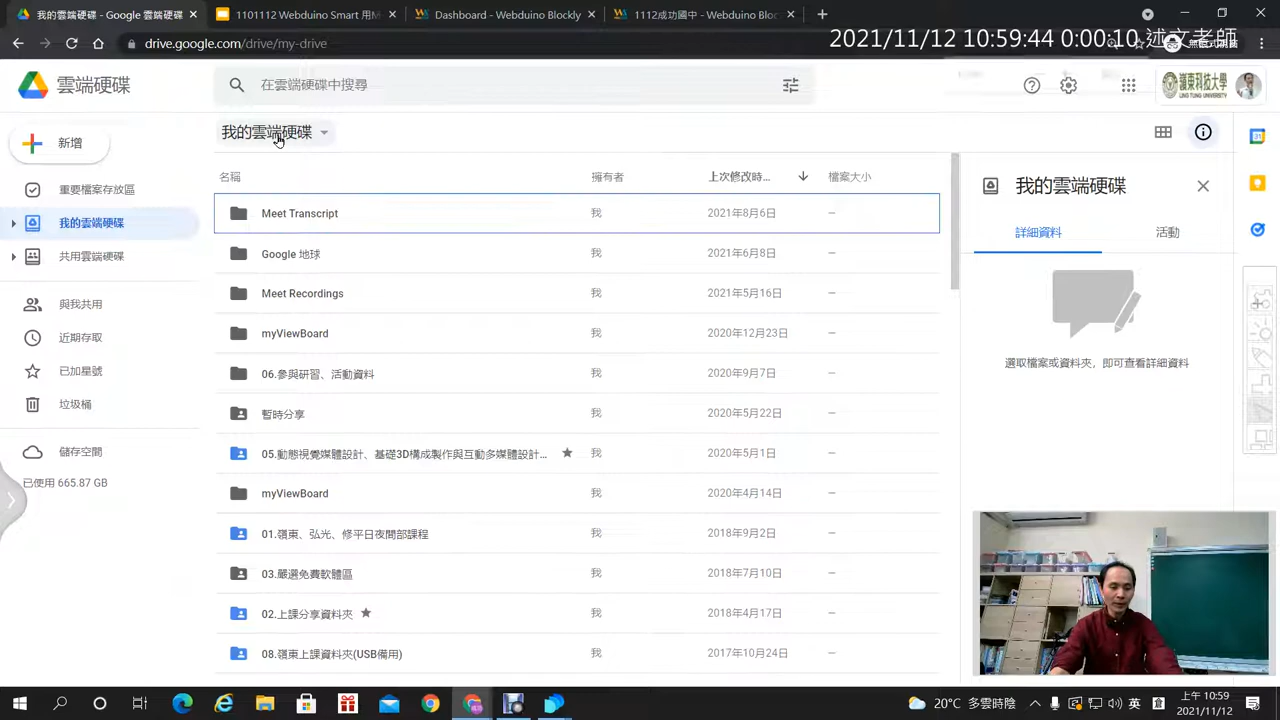 我的雲端硬碟 - Google 雲端硬碟
1101112 Webduino Smart 用
Dashboard - Webduino Blockly
1112成功國中 - Webduino Bloc
drive.google.com/drive/my-drive
2021/11/12 10:59:44 0:00:10 述文老師
雲端硬碟
在雲端硬碟中搜尋
嶺東科技大學
LING TUNG UNIVERSITY
新增
我的雲端硬碟
重要檔案存放區
我的雲端硬碟
共用雲端硬碟
與我共用
近期存取
已加星號
垃圾桶
儲存空間
已使用 665.87 GB
名稱 擁有者 上次修改時... 檔案大小
Meet Transcript 我 2021年8月6日 –
Google 地球 我 2021年6月8日 –
Meet Recordings 我 2021年5月16日 –
myViewBoard 我 2020年12月23日 –
06.參與研習、活動資料 我 2020年9月7日 –
暫時分享 我 2020年5月22日 –
05.動態視覺媒體設計、基礎3D構成製作與互動多媒體設計... 我 2020年5月1日 –
myViewBoard 我 2020年4月14日 –
01.嶺東、弘光、修平日夜間部課程 我 2018年9月2日 –
03.嚴選免費軟體區 我 2018年7月10日 –
02.上課分享資料夾 我 2018年4月17日 –
08.嶺東上課資料夾(USB備用) 我 2017年10月24日 –
我的雲端硬碟
詳細資料 活動
選取檔案或資料夾，即可查看詳細資料
20°C 多雲時陰
英
上午 10:59
2021/11/12